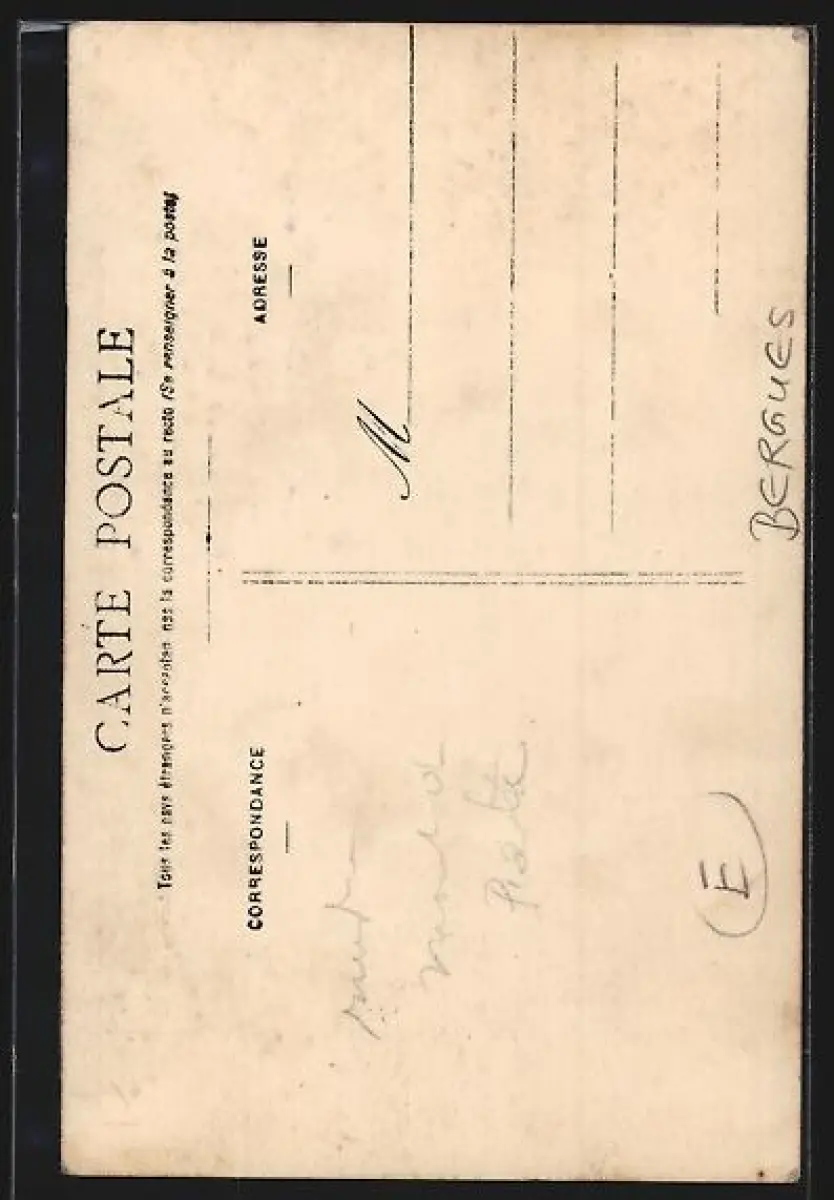 CARTE POSTALE
Tous les pays étrangers n'acceptent pas la correspondance au recto (Se renseigner à la poste)
CORRESPONDANCE
ADRESSE
M
BERGUES
E